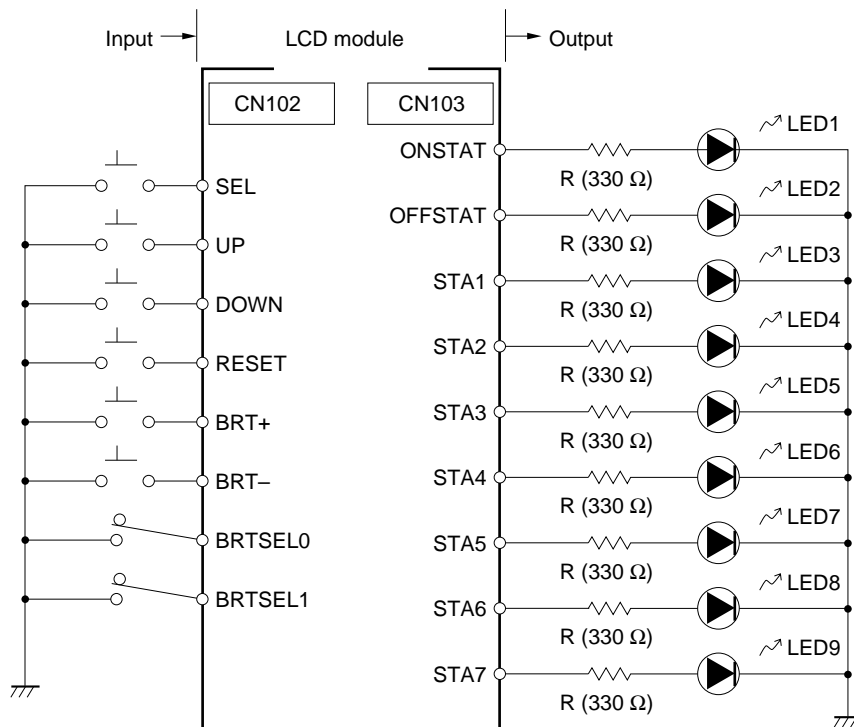 Input
LCD module
Output
CN102
CN103
ONSTAT
R (330 Ω)
LED1
SEL
OFFSTAT
R (330 Ω)
LED2
UP
STA1
R (330 Ω)
LED3
DOWN
STA2
R (330 Ω)
LED4
RESET
STA3
R (330 Ω)
LED5
BRT+
STA4
R (330 Ω)
LED6
BRT–
STA5
R (330 Ω)
LED7
BRTSEL0
STA6
R (330 Ω)
LED8
BRTSEL1
STA7
R (330 Ω)
LED9